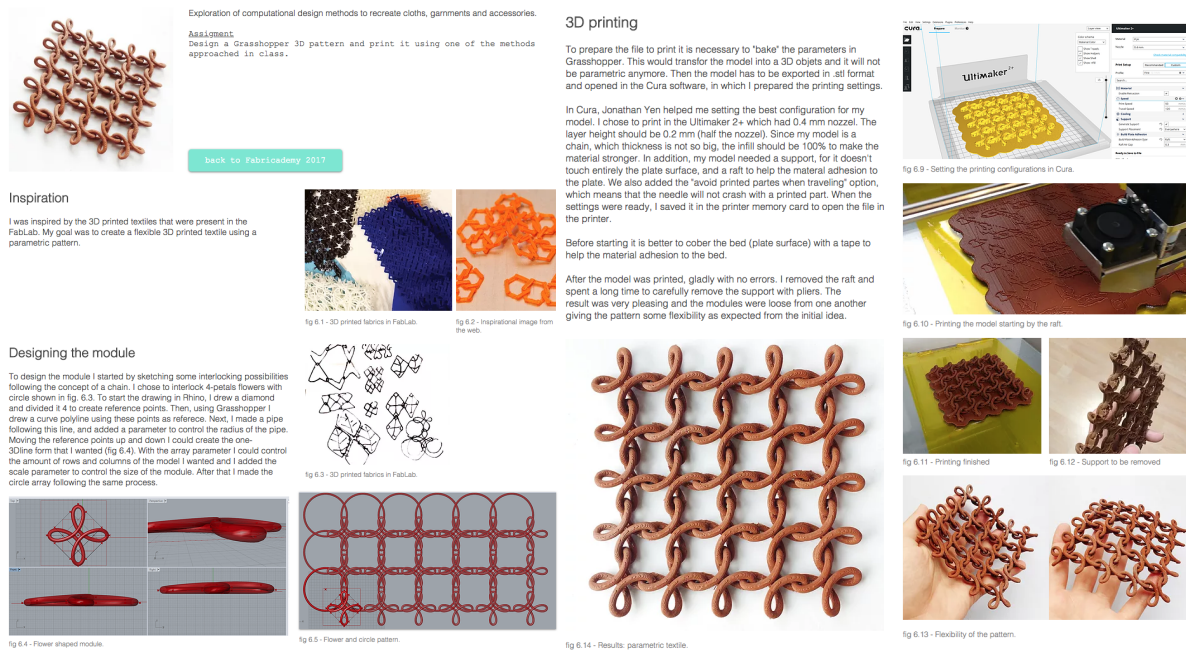 Exploration of computational design methods to recreate cloths, garnments and accessories.
Assigment
Design a Grasshopper 3D pattern and print it using one of the methods
approached in class.
back to Fabricademy 2017
Inspiration
I was inspired by the 3D printed textiles that were present in the
FabLab. My goal was to create a flexible 3D printed textile using a
parametric pattern.
fig 6.1 - 3D printed fabrics in FabLab.
fig 6.2 - Inspirational image from
the web.
Designing the module
To design the module I started by sketching some interlocking possibilities
following the concept of a chain. I chose to interlock 4-petals flowers with
circle shown in fig. 6.3. To start the drawing in Rhino, I drew a diamond
and divided it 4 to create reference points. Then, using Grasshopper I
drew a curve polyline using these points as referece. Next, I made a pipe
following this line, and added a parameter to control the radius of the pipe.
Moving the reference points up and down I could create the one-
3Dline form that I wanted (fig 6.4). With the array parameter I could control
the amount of rows and columns of the model I wanted and I added the
scale parameter to control the size of the module. After that I made the
circle array following the same process.
fig 6.3 - 3D printed fabrics in FabLab.
fig 6.4 - Flower shaped module.
fig 6.5 - Flower and circle pattern.
3D printing
To prepare the file to print it is necessary to "bake" the parameters in
Grasshopper. This would transfor the model into a 3D objets and it will not
be parametric anymore. Then the model has to be exported in .stl format
and opened in the Cura software, in which I prepared the printing settings.
In Cura, Jonathan Yen helped me setting the best configuration for my
model. I chose to print in the Ultimaker 2+ which had 0.4 mm nozzel. The
layer height should be 0.2 mm (half the nozzel). Since my model is a
chain, which thickness is not so big, the infill should be 100% to make the
material stronger. In addition, my model needed a support, for it doesn't
touch entirely the plate surface, and a raft to help the materal adhesion to
the plate. We also added the "avoid printed partes when traveling" option,
which means that the needle will not crash with a printed part. When the
settings were ready, I saved it in the printer memory card to open the file in
the printer.
Before starting it is better to cober the bed (plate surface) with a tape to
help the material adhesion to the bed.
After the model was printed, gladly with no errors. I removed the raft and
spent a long time to carefully remove the support with pliers. The
result was very pleasing and the modules were loose from one another
giving the pattern some flexibility as expected from the initial idea.
fig 6.14 - Results: parametric textile.
cura
Ultimaker 2+
fig 6.9 - Setting the printing configurations in Cura.
fig 6.10 - Printing the model starting by the raft
fig 6.11 - Printing finished
fig 6.12 - Support to be removed
fig 6.13 - Flexibility of the pattern.